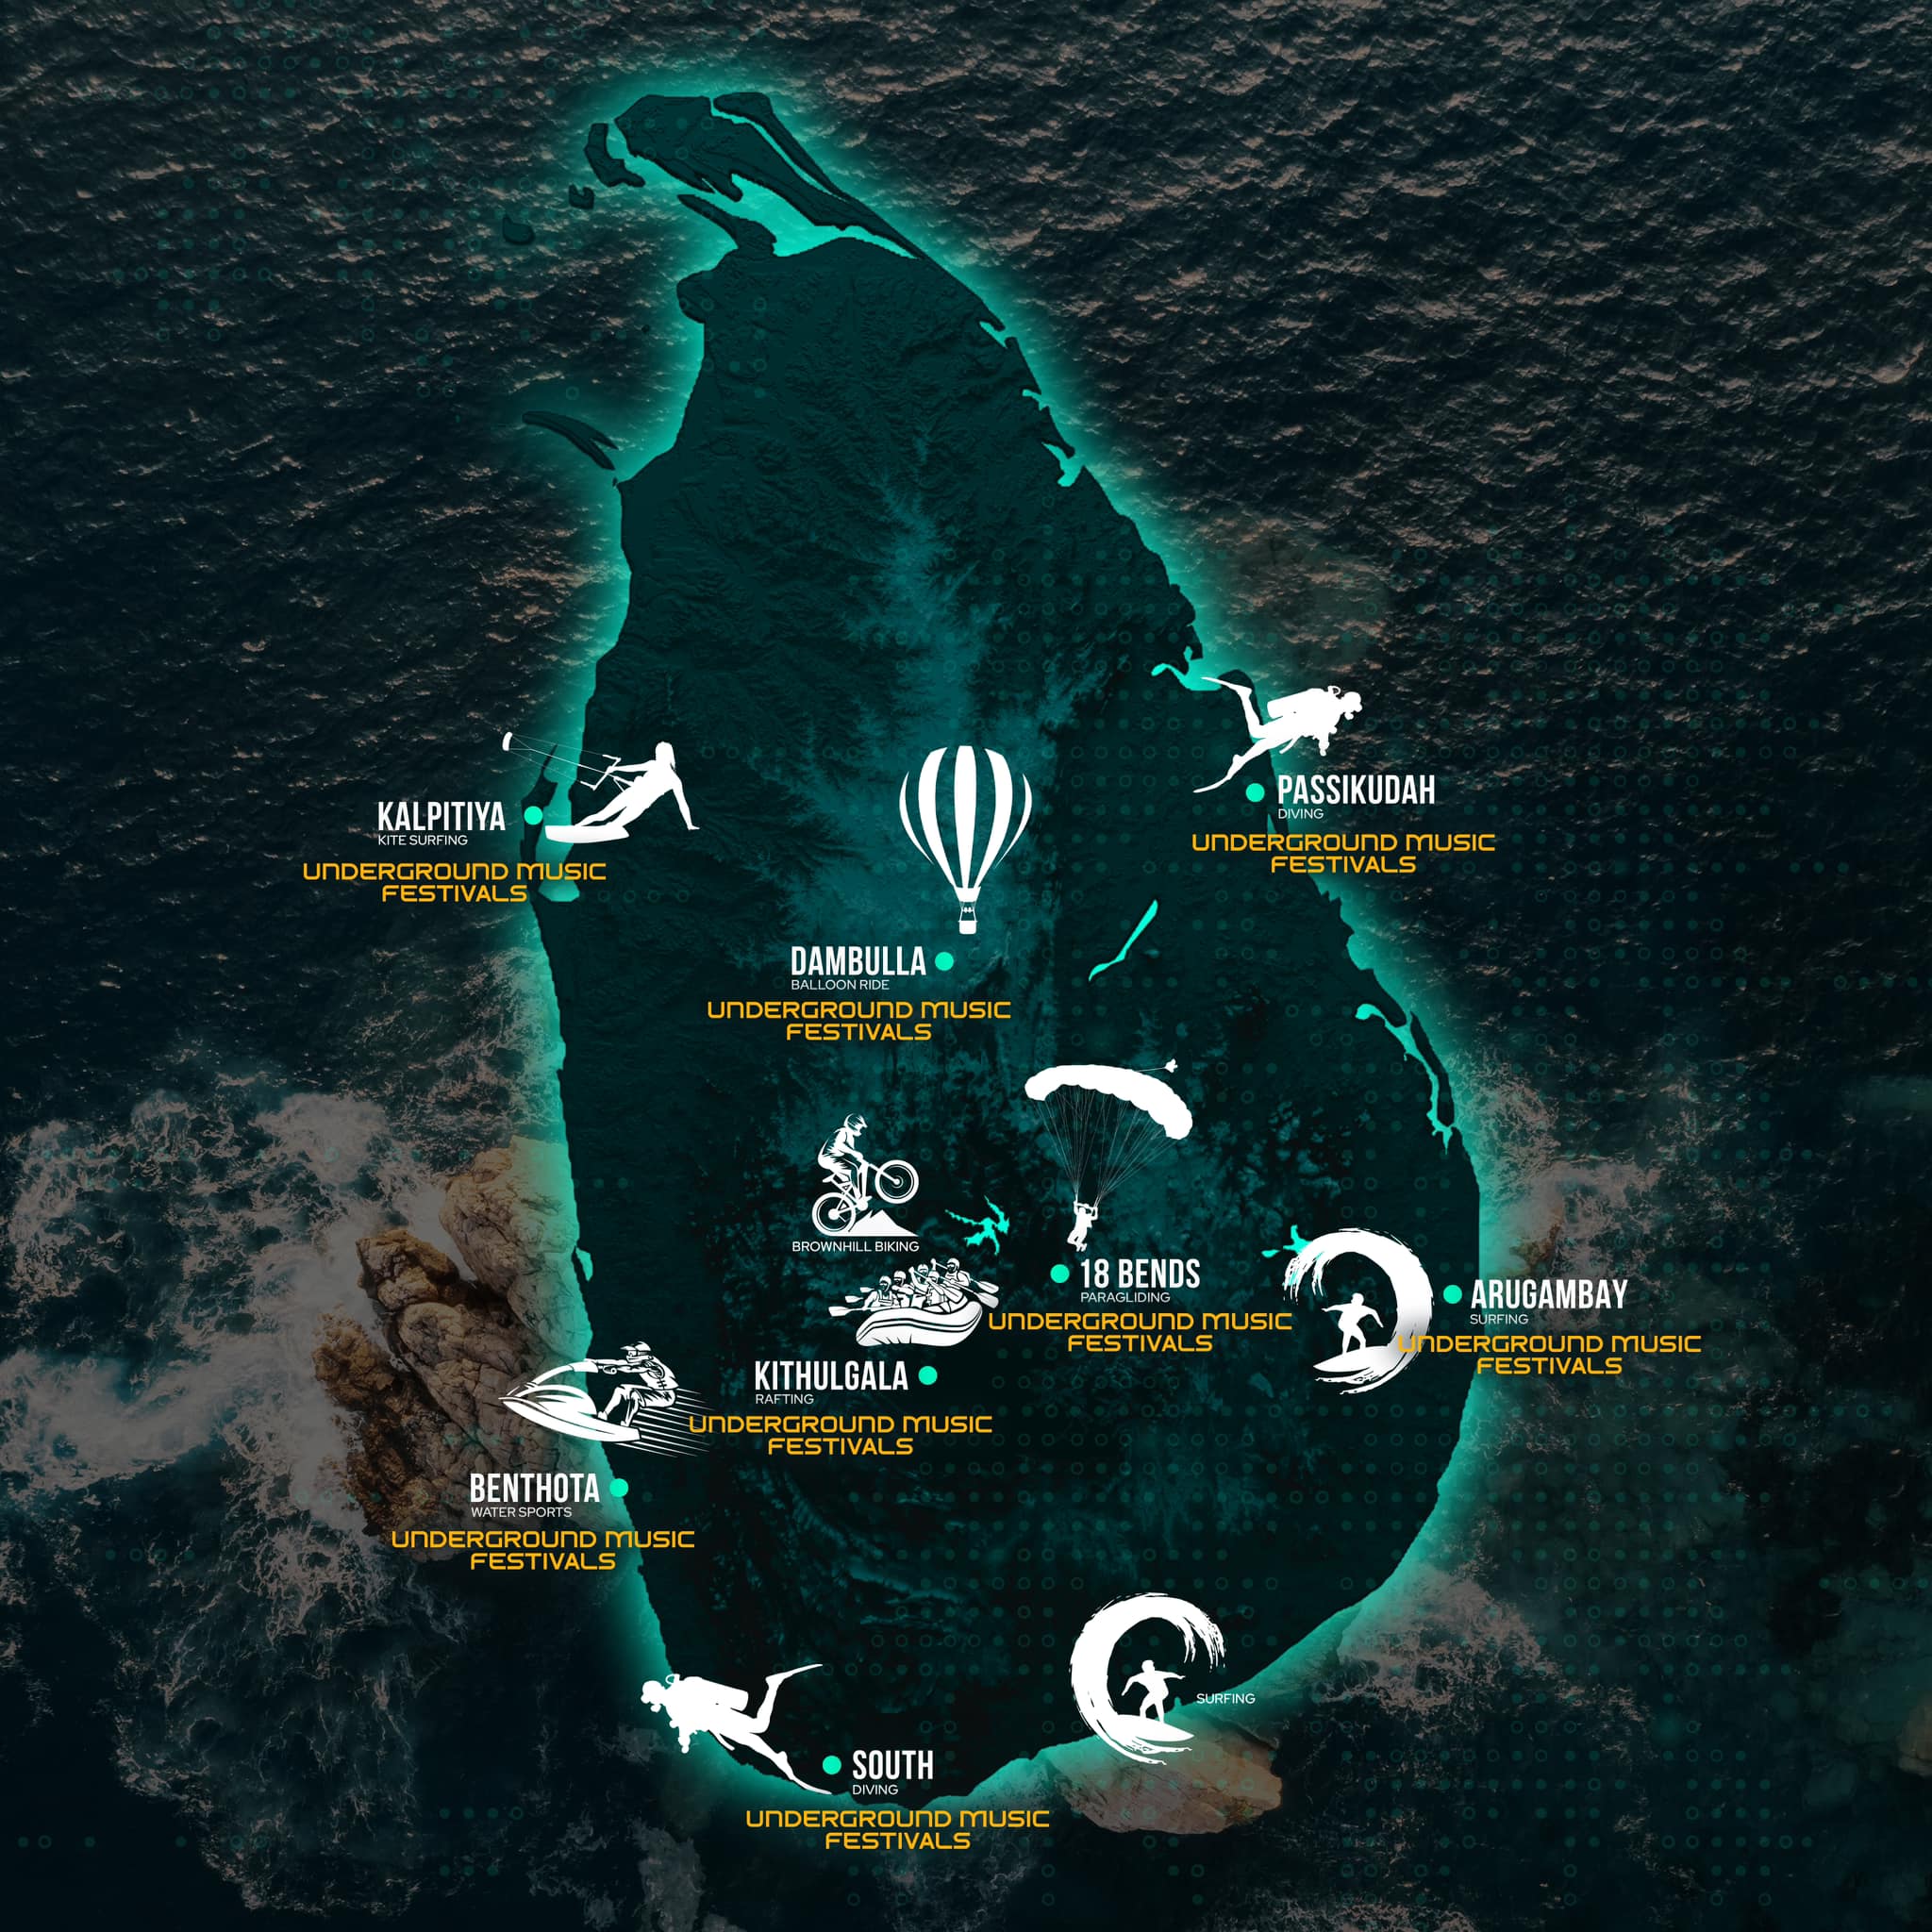 PASSIKUDAH
DIVING
UNDERGROUND MUSIC
FESTIVALS
KALPITIYA
KITE SURFING
UNDERGROUND MUSIC
FESTIVALS
DAMBULLA
BALLOON RIDE
UNDERGROUND MUSIC
FESTIVALS
BROWNHILL BIKING
18 BENDS
PARAGLIDING
UNDERGROUND MUSIC
FESTIVALS
ARUGAMBAY
SURFING
UNDERGROUND MUSIC
FESTIVALS
KITHULGALA
RAFTING
UNDERGROUND MUSIC
FESTIVALS
BENTHOTA
WATER SPORTS
UNDERGROUND MUSIC
FESTIVALS
SURFING
SOUTH
DIVING
UNDERGROUND MUSIC
FESTIVALS